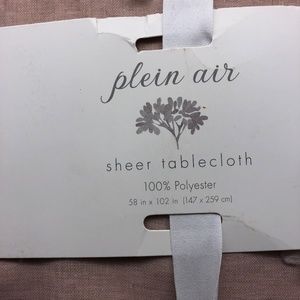 plein air
sheer tablecloth
100% Polyester
58 in x 102 in (147 x 259 cm)